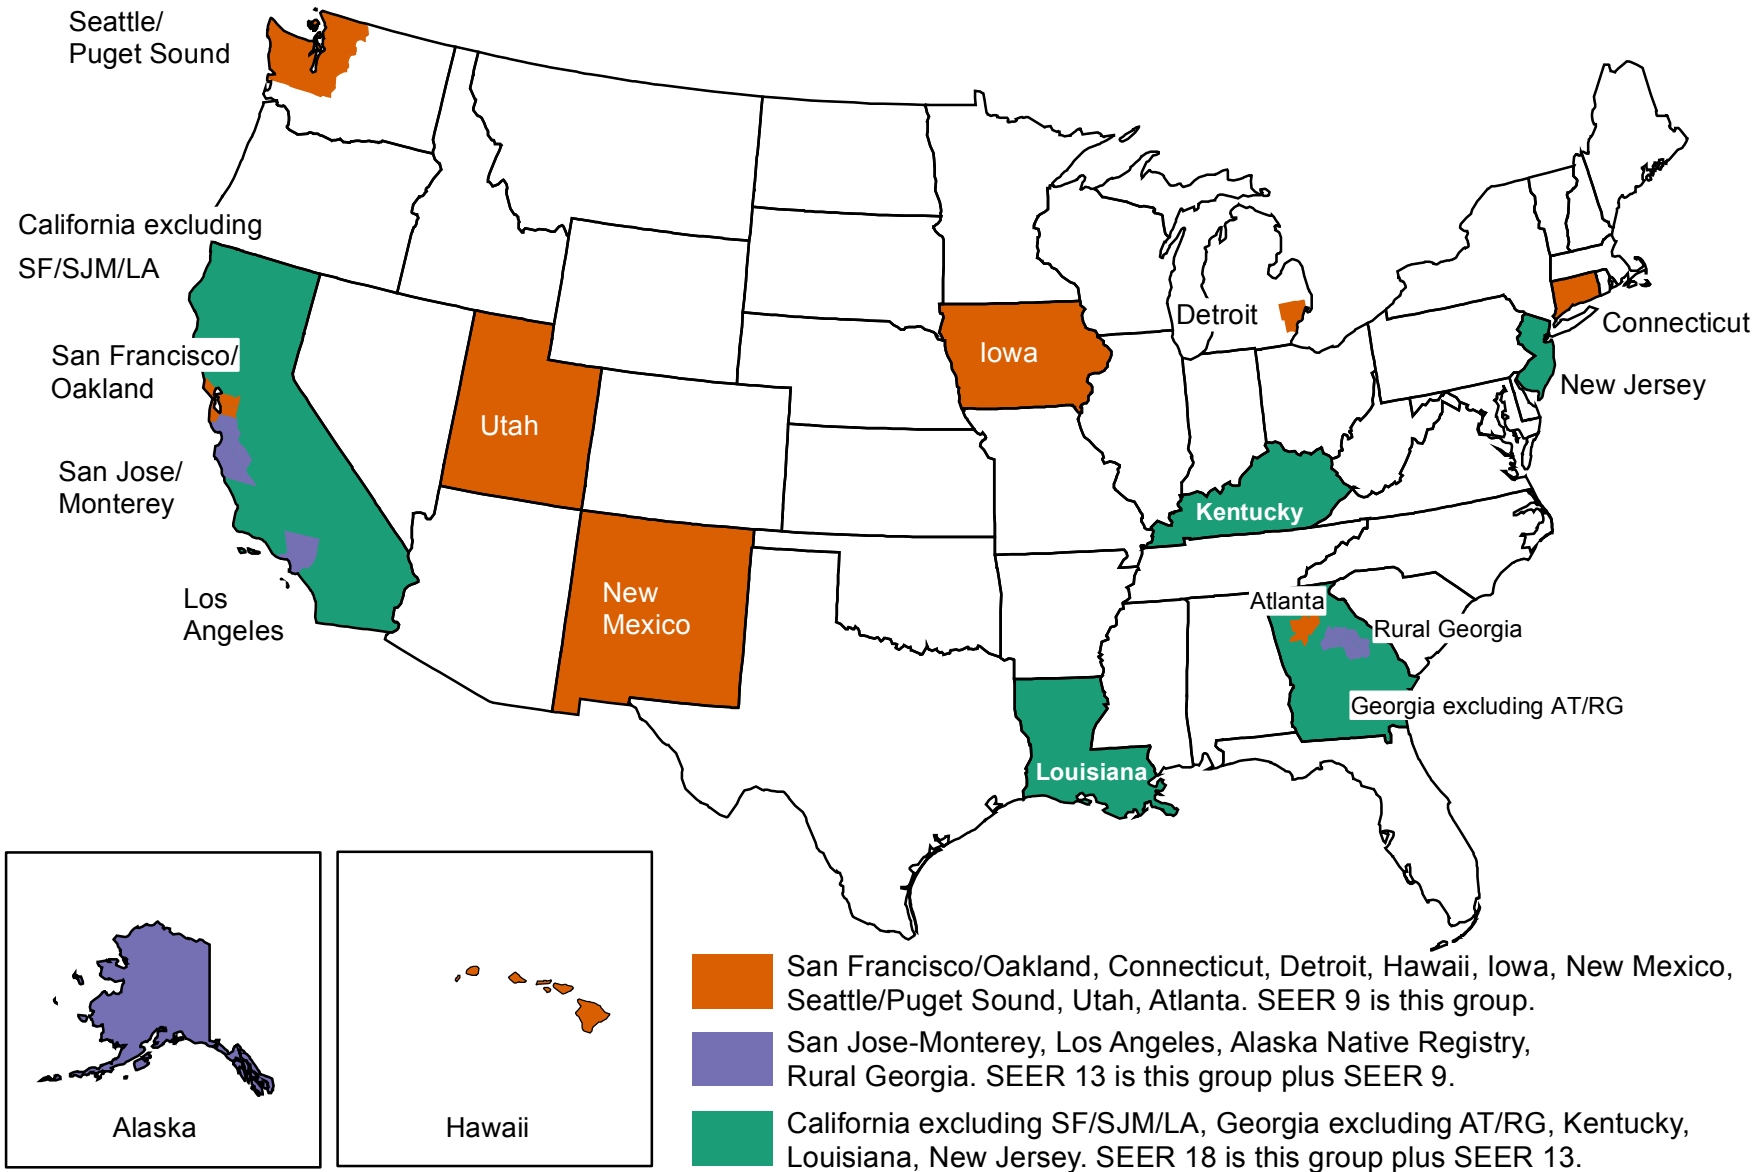 Seattle/
Puget Sound
California excluding
SF/SJM/LA
San Francisco/
Oakland
San Jose/
Monterey
Los
Angeles
Utah
New
Mexico
Iowa
Detroit
Connecticut
New Jersey
Kentucky
Atlanta
Rural Georgia
Georgia excluding AT/RG
Louisiana
Alaska
Hawaii
San Francisco/Oakland, Connecticut, Detroit, Hawaii, Iowa, New Mexico,
Seattle/Puget Sound, Utah, Atlanta. SEER 9 is this group.
San Jose-Monterey, Los Angeles, Alaska Native Registry,
Rural Georgia. SEER 13 is this group plus SEER 9.
California excluding SF/SJM/LA, Georgia excluding AT/RG, Kentucky,
Louisiana, New Jersey. SEER 18 is this group plus SEER 13.